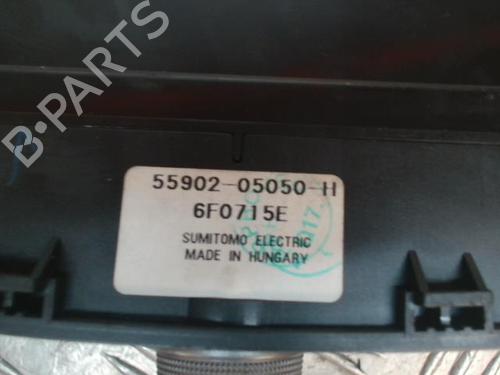 B-PARTS
55902-05050-H
6F0715E
SUMITOMO ELECTRIC
MADE IN HUNGARY